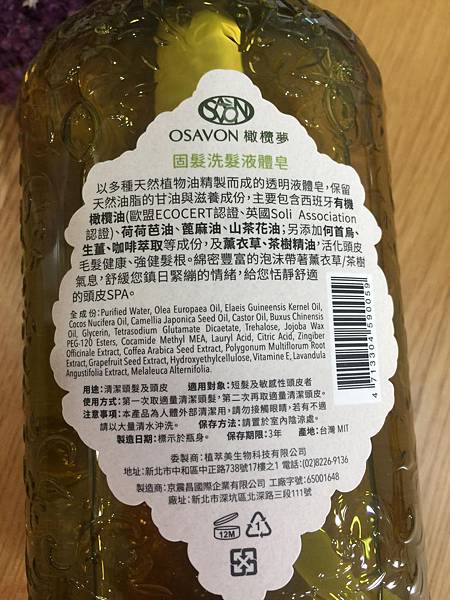 OSAVON 橄欖夢
固髮洗髮液體皂
以多種天然植物油精製而成的透明液體皂,保留
天然油脂的甘油與滋養成份,主要包含西班牙有機
橄欖油(歐盟ECOCERT認證、英國Soli Association
認證)、荷荷芭油、蓖麻油、山茶花油;另添加何首烏、
生薑、咖啡萃取等成份,及薰衣草、茶樹精油,活化頭皮
毛髮健康、強健髮根。綿密豐富的泡沫帶著薰衣草/茶樹
氣息,舒緩您鎮日緊繃的情緒,給您恬靜舒適
的頭皮SPA。
全成份:Purified Water, Olea Europaea Oil, Elaeis Guineensis Kernel Oil,
Cocos Nucifera Oil, Camellia Japonica Seed Oil, Castor Oil, Buxus Chinensis
Oil, Glycerin, Tetrasodium Glutamate Dicaetate, Trehalose, Jojoba Wax
PEG-120 Esters, Cocamide Methyl MEA, Lauryl Acid, Citric Acid, Zingiber
Officinale Extract, Coffea Arabica Seed Extract, Polygonum Multiflorum Root
Extract, Grapefruit Seed Extract, Hydroxyethylcellulose, Vitamin E, Lavandula
Angustifolia Extract, Melaleuca Alternifolia.
4 713304 590059
用途:清潔頭髮及頭皮 適用對象:短髮及敏感性頭皮者
使用方式:第一次取適量清潔頭髮,第二次再取適量清潔頭皮。
注意事項:本產品為人體外部清潔用,請勿接觸眼睛,若有不適
請以大量清水沖洗。 保存方法:請置於室內陰涼處。
製造日期:標示於瓶身。 保存期限:3年 產地:台灣 MIT
委製商:植萃美生物科技有限公司
地址:新北市中和區中正路738號17樓之1 電話:(02)8226-9136
製造商:京震昌國際企業有限公司 工廠字號:65001648
廠址:新北市深坑區北深路三段111號
12M
1